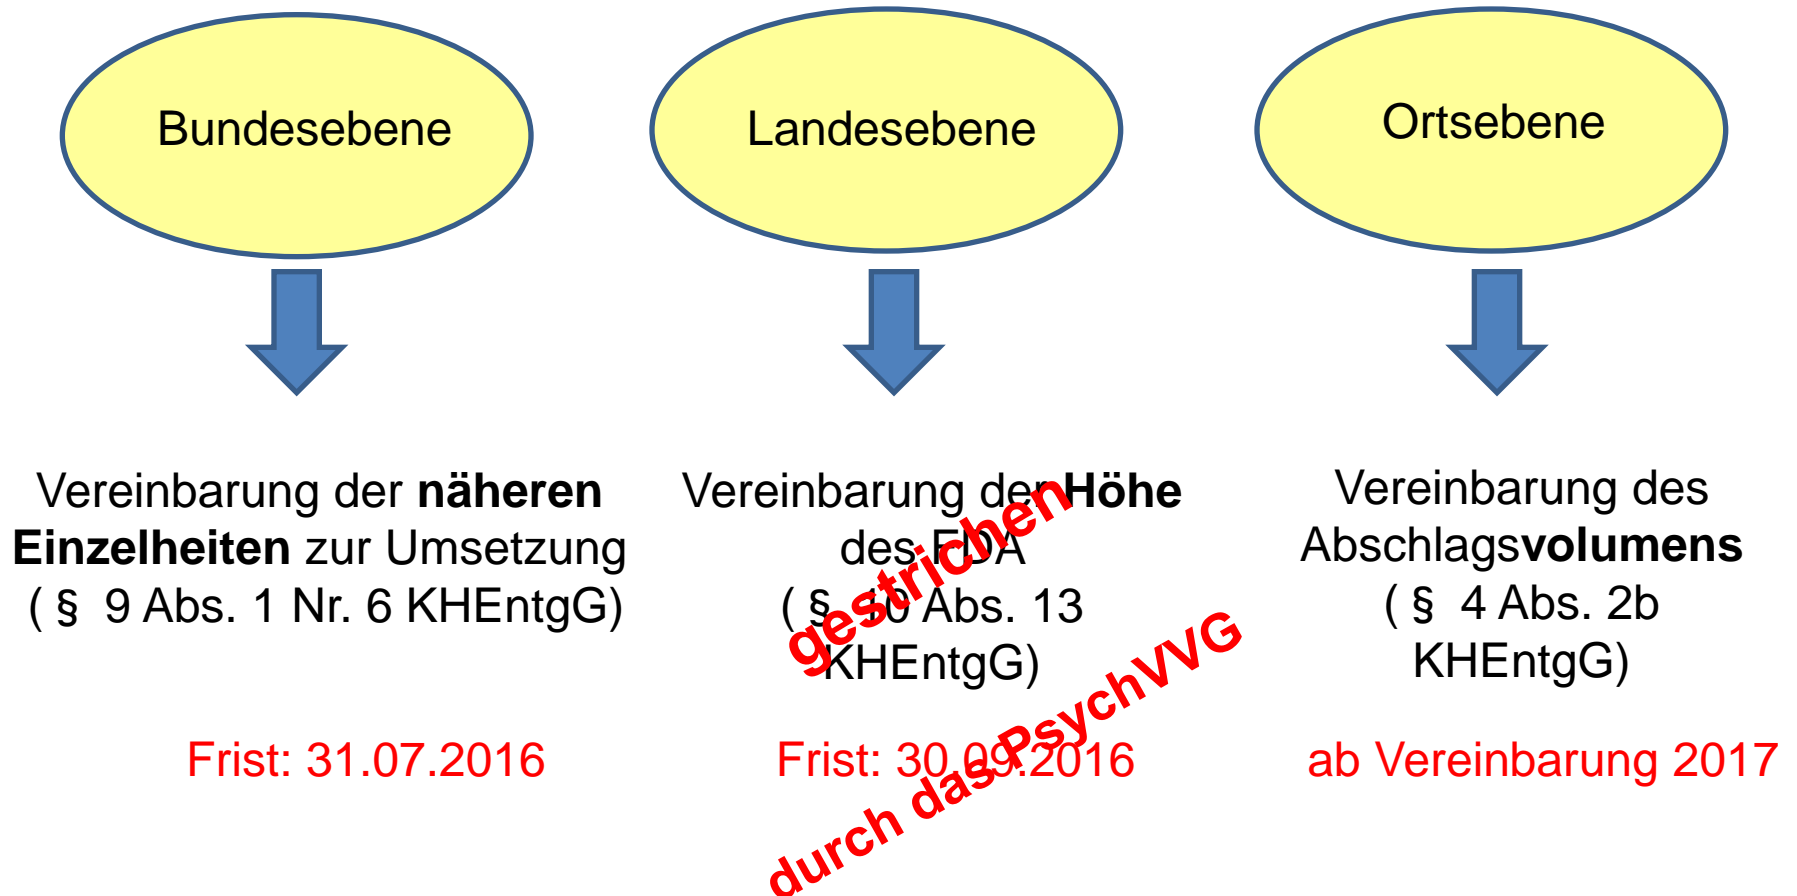 Bundesebene
Vereinbarung der näheren
Einzelheiten zur Umsetzung
( § 9 Abs. 1 Nr. 6 KHEntgG)
Frist: 31.07.2016
Landesebene
Vereinbarung der Höhe
des FDA
( § 10 Abs. 13
KHEntgG)
Frist: 30.09.2016
gestrichen
durch das PsychVVG
Ortsebene
Vereinbarung des
Abschlagsvolumens
( § 4 Abs. 2b
KHEntgG)
ab Vereinbarung 2017